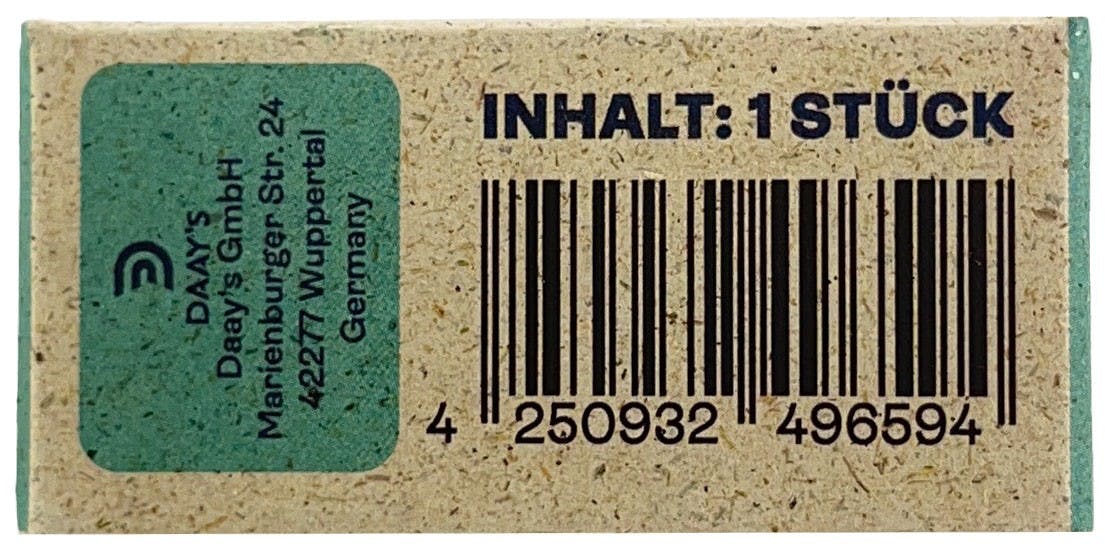 DAAY'S
Daay's GmbH
Marienburger Str. 24
42277 Wuppertal
Germany
INHALT: 1 STÜCK
4 250932 496594